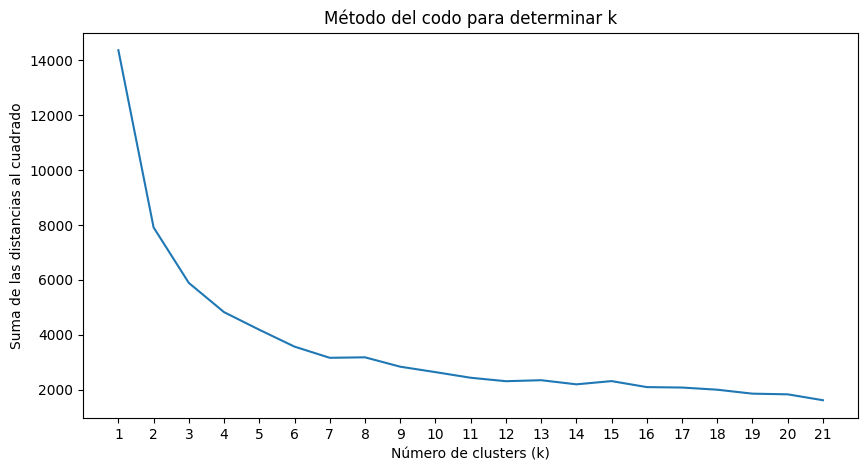 Método del codo para determinar k
Suma de las distancias al cuadrado
14000
12000
10000
8000
6000
4000
2000
1 2 3 4 5 6 7 8 9 10 11 12 13 14 15 16 17 18 19 20 21
Número de clusters (k)